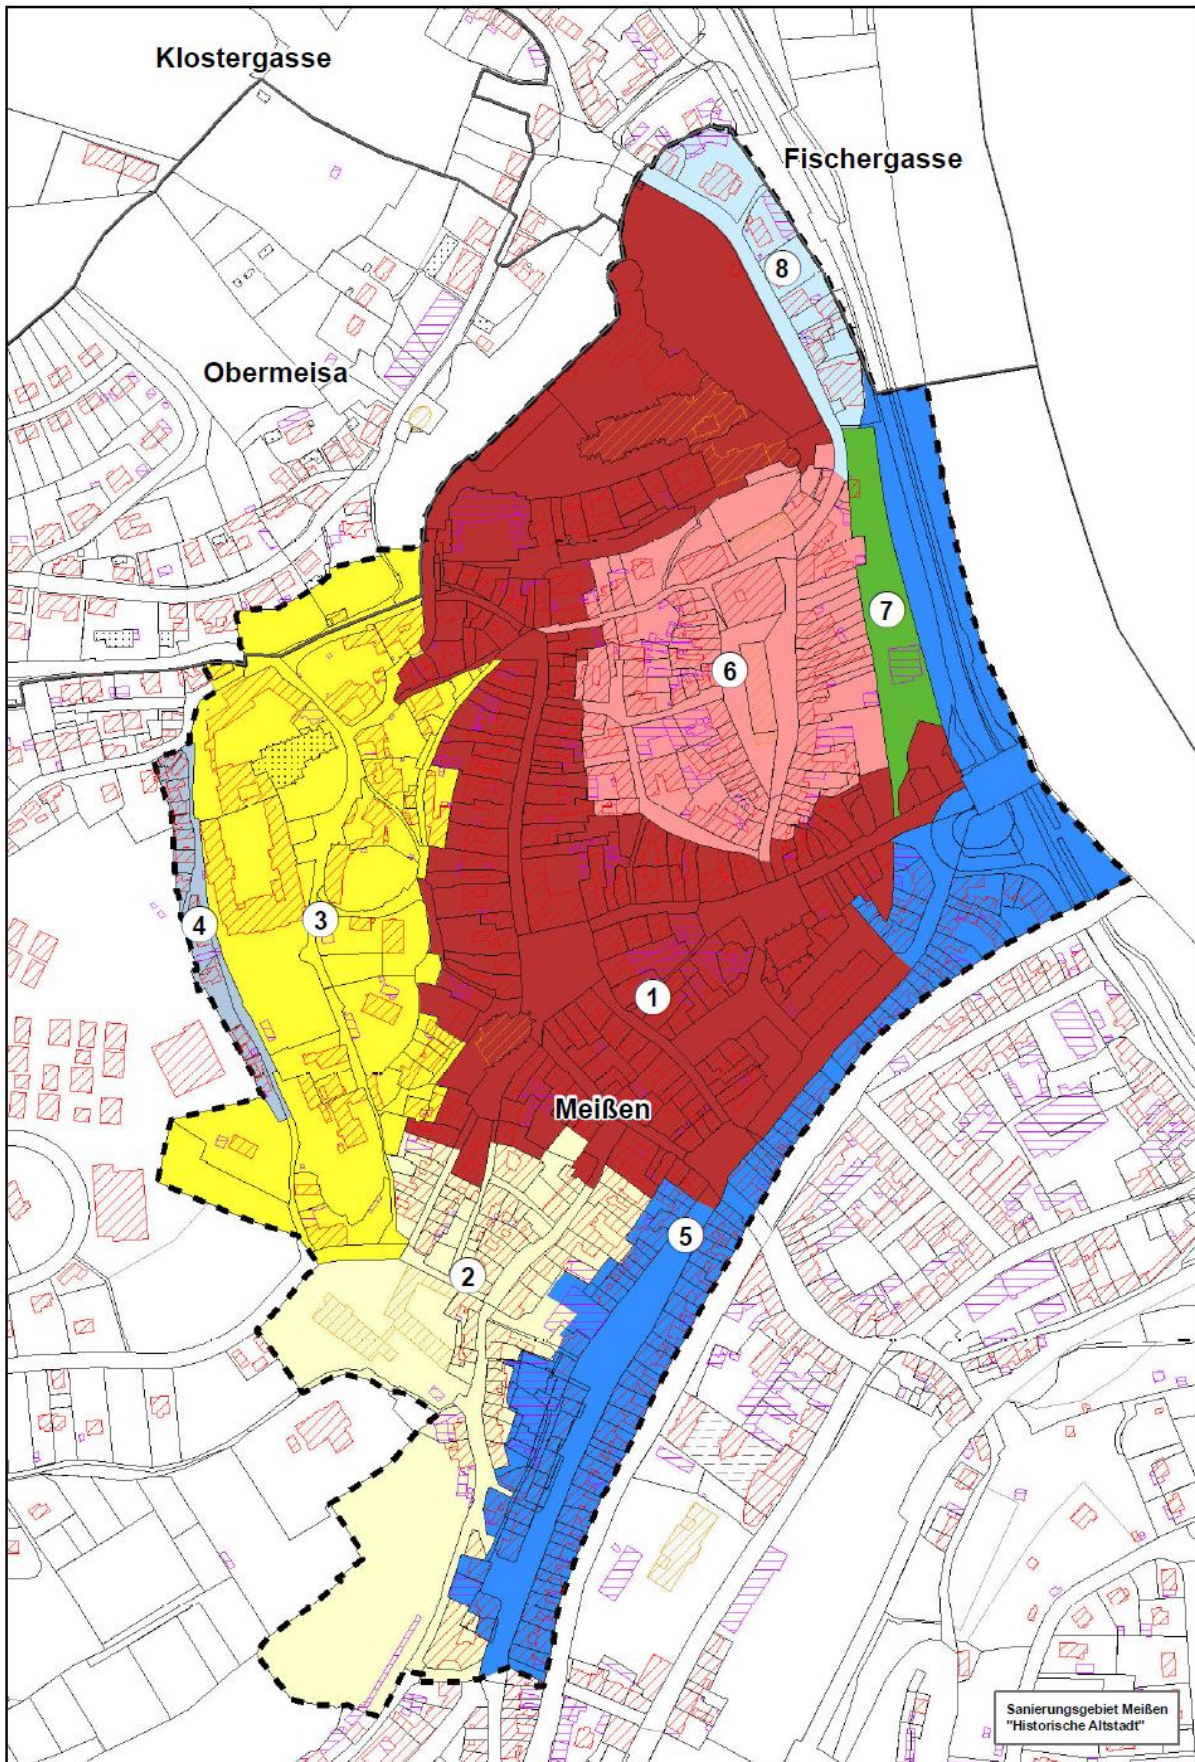 Klostergasse
Fischergasse
8
Obermeisa
7
6
4
3
1
Meißen
5
2
Sanierungsgebiet Meißen
"Historische Altstadt"